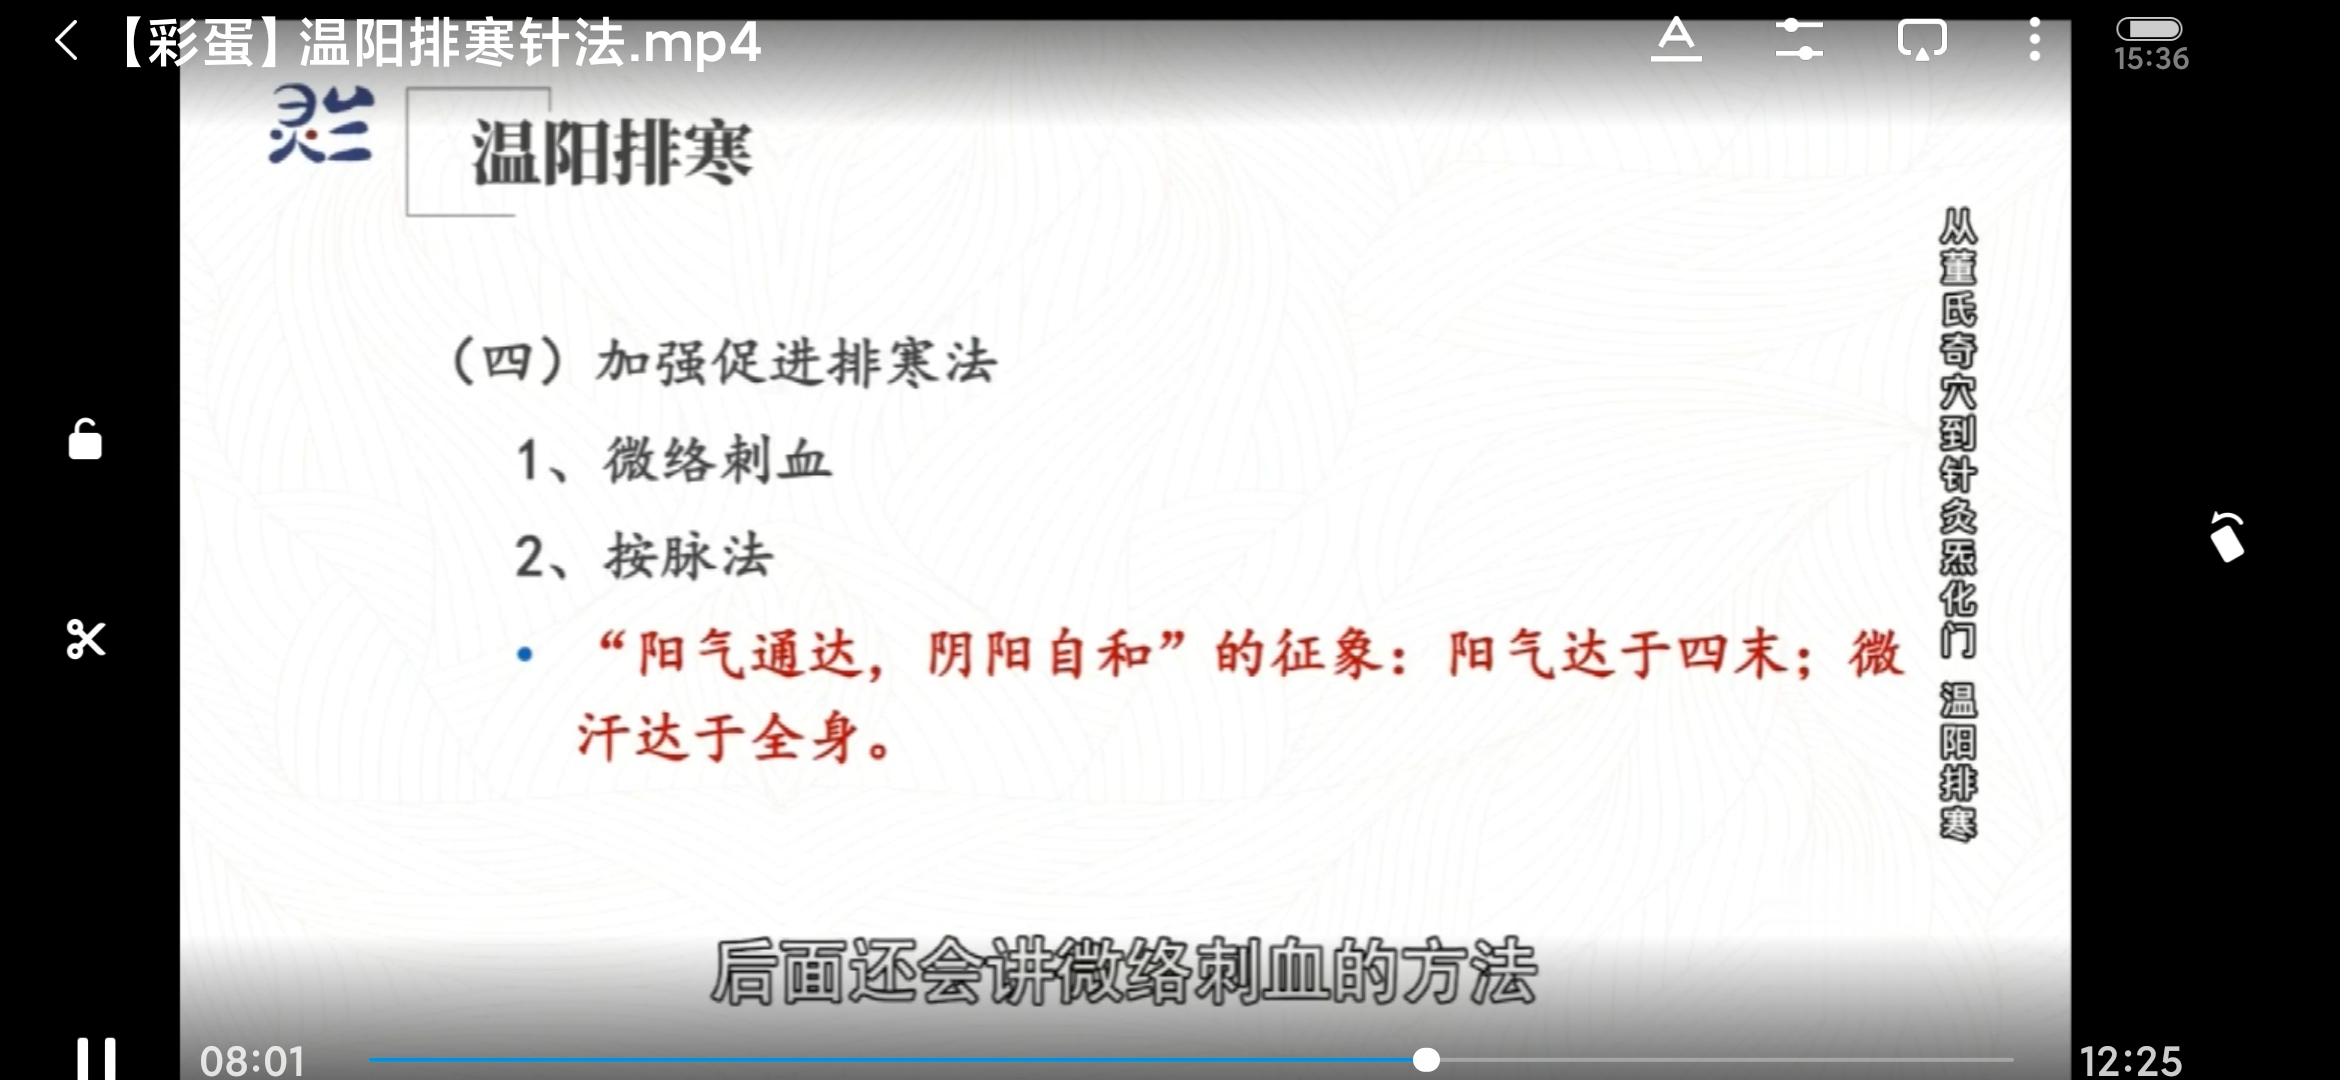 【彩蛋】温阳排寒针法.mp4
15:36
灵兰
温阳排寒
（四）加强促进排寒法
1、微络刺血
2、按脉法
• “阳气通达，阴阳自和”的征象：阳气达于四末；微
汗达于全身。
从董氏奇穴到针灸炁化门 温阳排寒
后面还会讲微络刺血的方法
08:01
12:25